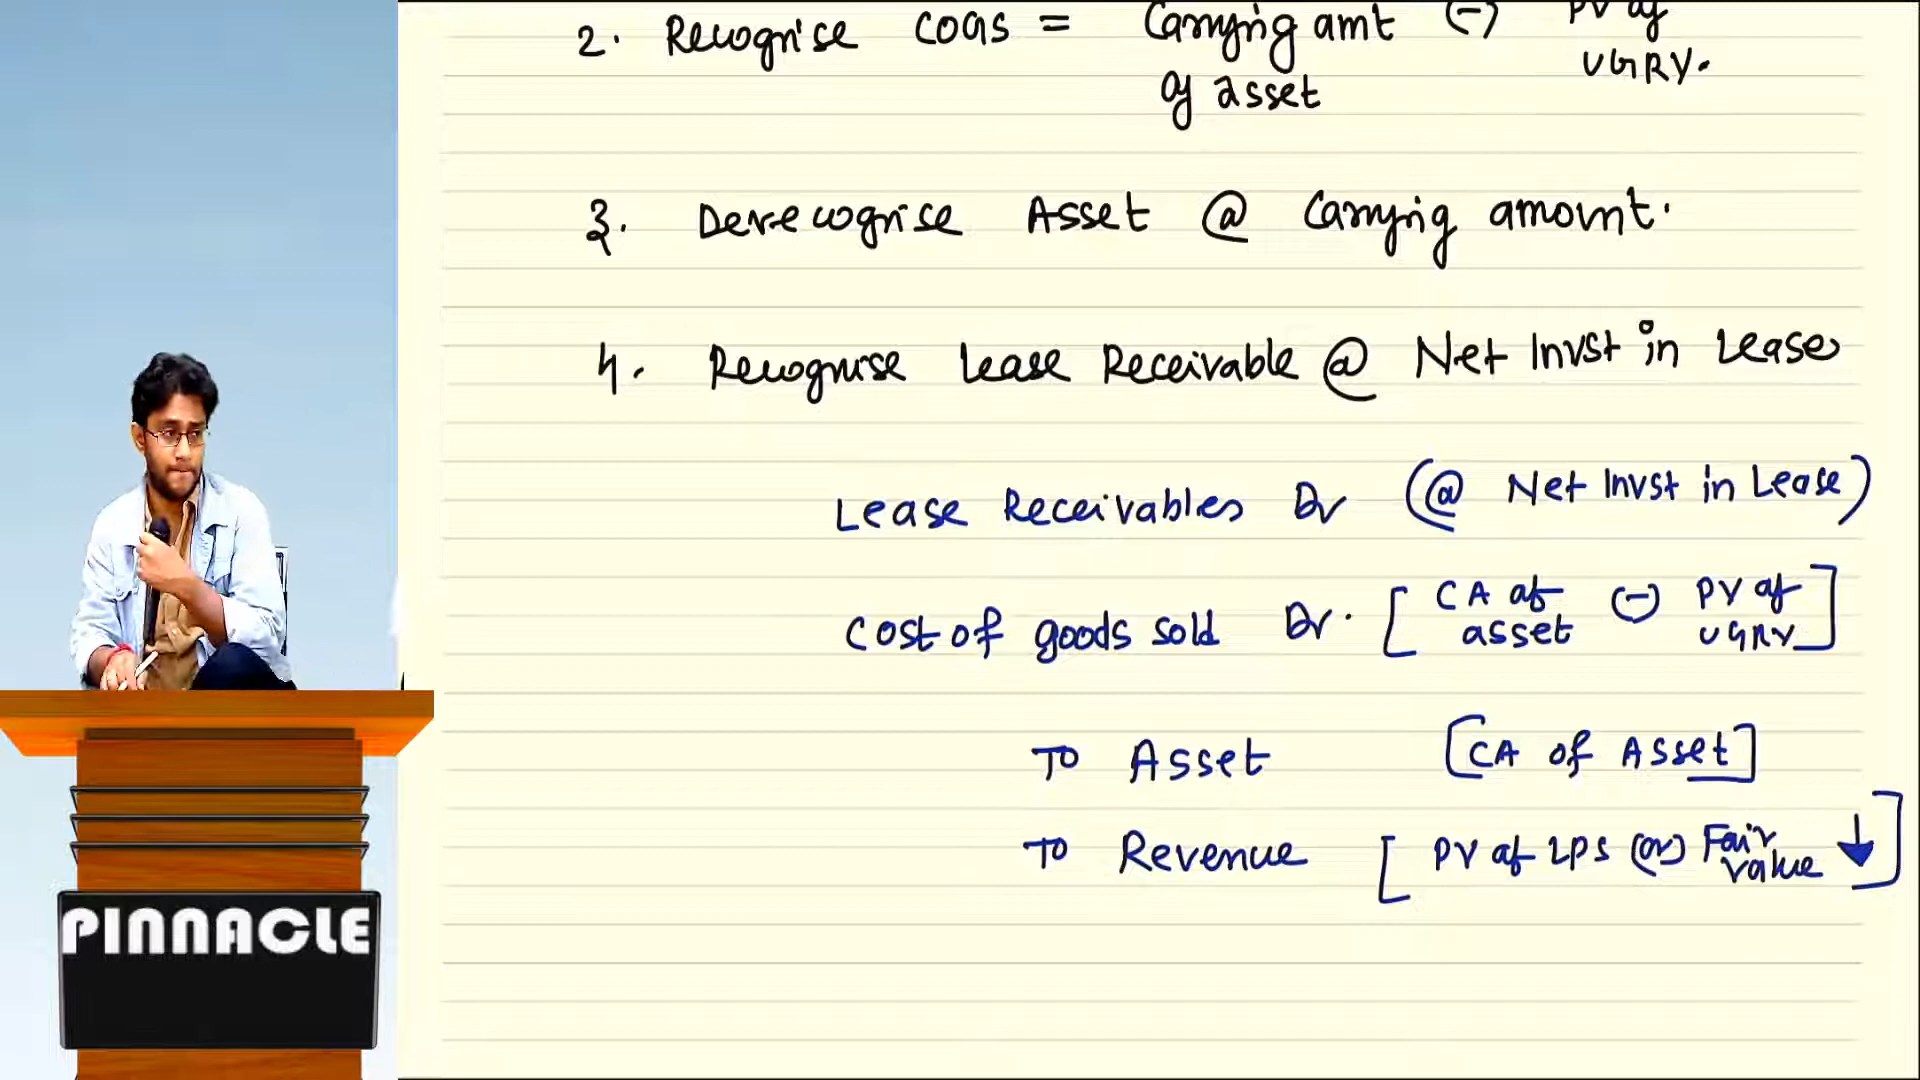 2. Recognise COGS = Carrying amt (-) PV of
of asset UGRV.
3. Derecognise Asset @ Carrying amount.
4. Recognise Lease Receivable @ Net Invst in Lease
Lease Receivables Dr (@ Net Invst in Lease)
Cost of goods sold Dr. [CA of asset (-) PV of UGRV]
To Asset [CA of Asset]
To Revenue [PV of LPS (or) Fair value ↓]
PINNACLE